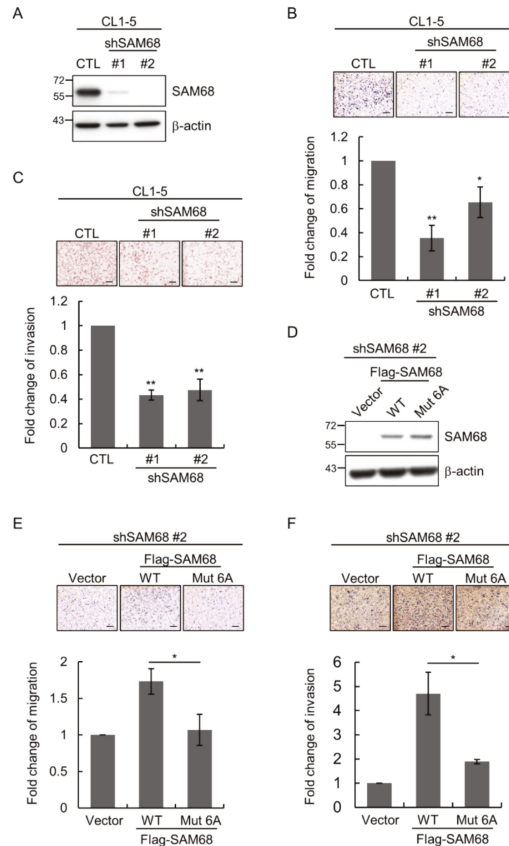 A
CL1-5
shSAM68
CTL #1 #2
72
55
SAM68
43
β-actin
B
CL1-5
shSAM68
CTL #1 #2
Fold change of migration
1.2
1
0.8
0.6
0.4
0.2
0
**
*
CTL #1 #2
shSAM68
C
CL1-5
shSAM68
CTL #1 #2
Fold change of invasion
1.2
1
0.8
0.6
0.4
0.2
0
**
**
CTL #1 #2
shSAM68
D
shSAM68 #2
Flag-SAM68
Vector WT Mut 6A
72
55
SAM68
43
β-actin
E
shSAM68 #2
Flag-SAM68
Vector WT Mut 6A
Fold change of migration
2
1.5
1
0.5
0
*
Vector WT Mut 6A
Flag-SAM68
F
shSAM68 #2
Flag-SAM68
Vector WT Mut 6A
Fold change of invasion
6
5
4
3
2
1
0
*
Vector WT Mut 6A
Flag-SAM68